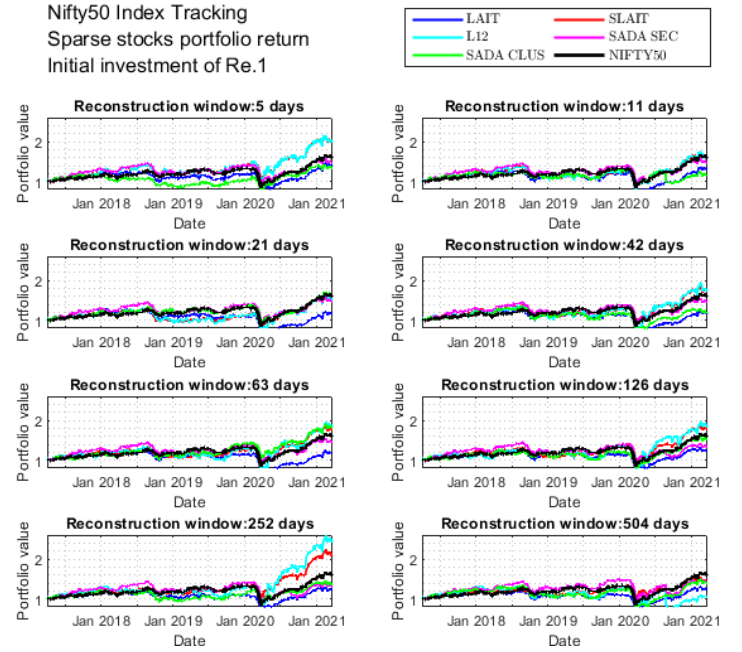 Nifty50 Index Tracking
Sparse stocks portfolio return
Initial investment of Re.1
LAIT SLAIT
L12 SADA SEC
SADA CLUS NIFTY50
Reconstruction window:5 days
Portfolio value
2
1
Jan 2018 Jan 2019 Jan 2020 Jan 2021
Date
Reconstruction window:11 days
Portfolio value
2
1
Jan 2018 Jan 2019 Jan 2020 Jan 2021
Date
Reconstruction window:21 days
Portfolio value
2
1
Jan 2018 Jan 2019 Jan 2020 Jan 2021
Date
Reconstruction window:42 days
Portfolio value
2
1
Jan 2018 Jan 2019 Jan 2020 Jan 2021
Date
Reconstruction window:63 days
Portfolio value
2
1
Jan 2018 Jan 2019 Jan 2020 Jan 2021
Date
Reconstruction window:126 days
Portfolio value
2
1
Jan 2018 Jan 2019 Jan 2020 Jan 2021
Date
Reconstruction window:252 days
Portfolio value
2
1
Jan 2018 Jan 2019 Jan 2020 Jan 2021
Date
Reconstruction window:504 days
Portfolio value
2
1
Jan 2018 Jan 2019 Jan 2020 Jan 2021
Date